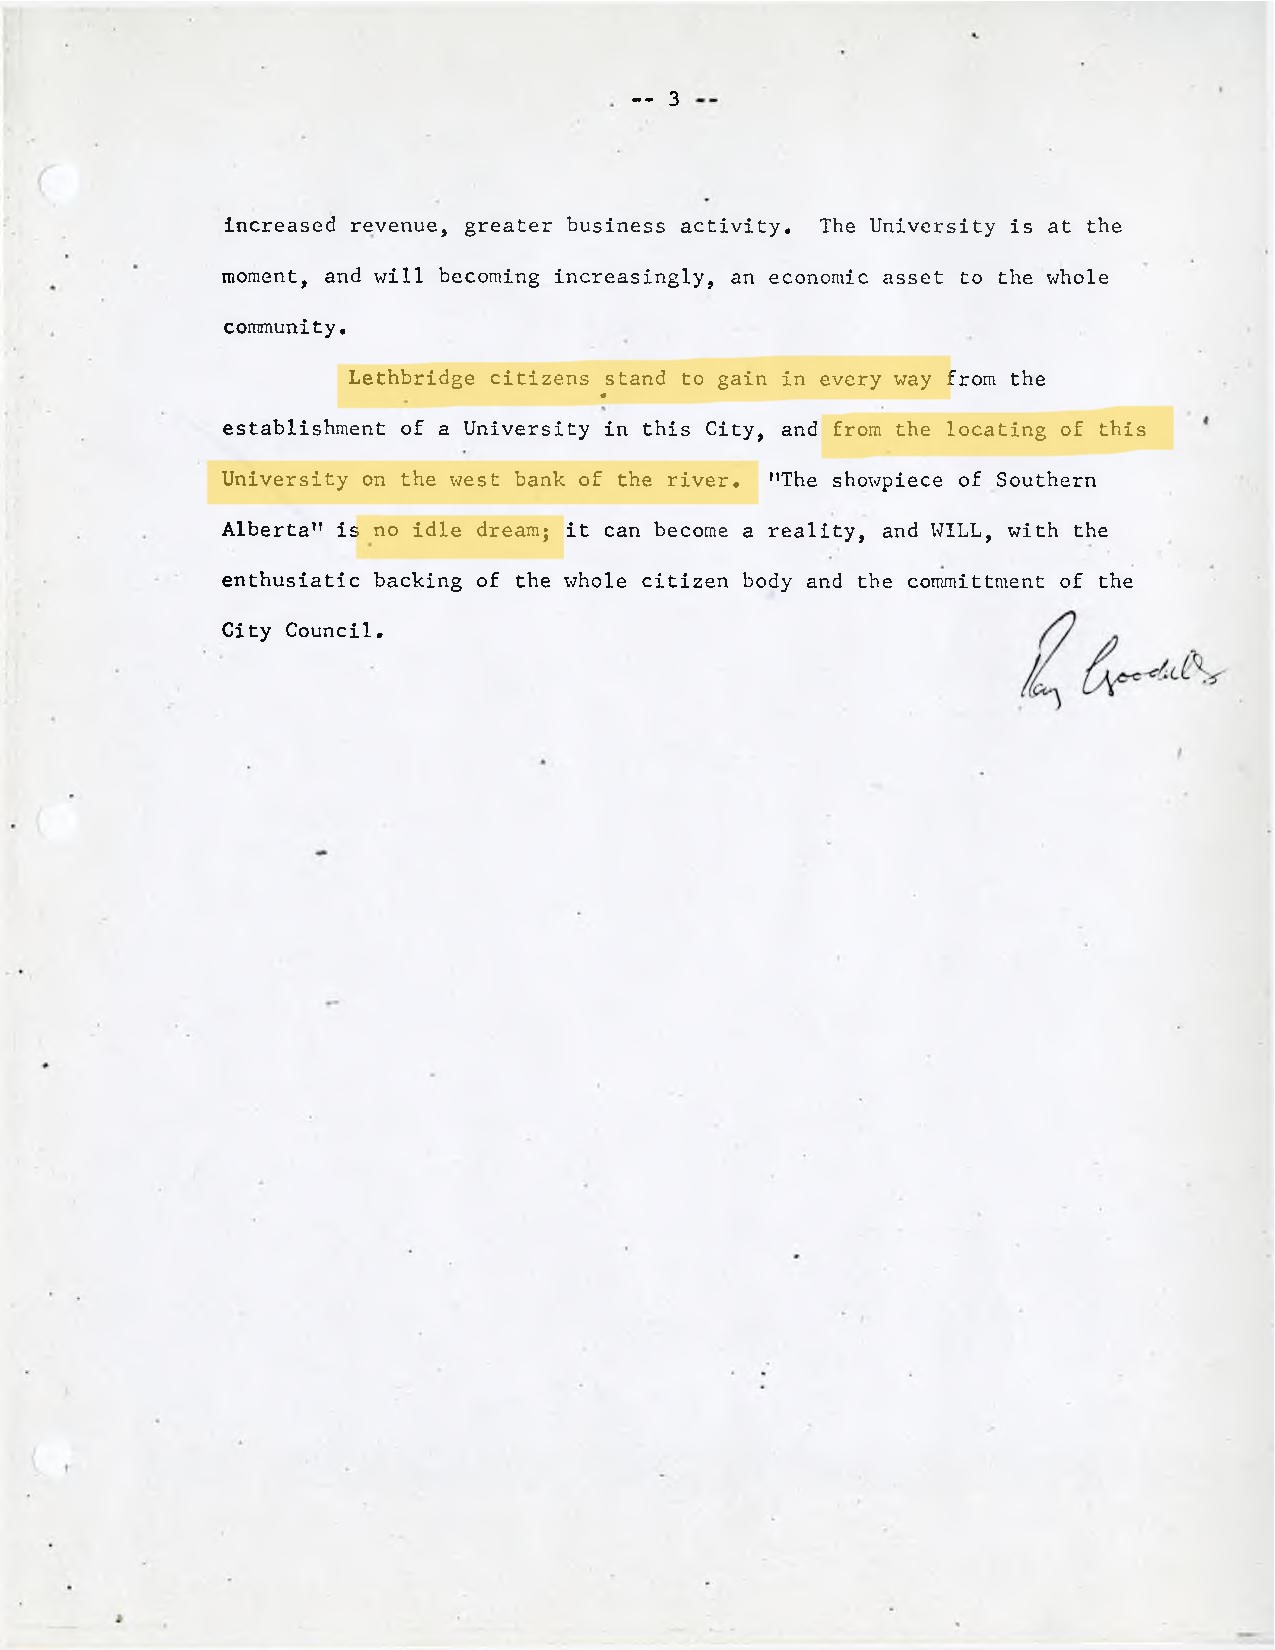 -- 3 --
increased revenue, greater business activity. The University is at the
moment, and will becoming increasingly, an economic asset to the whole
community.
Lethbridge citizens stand to gain in every way from the
establishment of a University in this City, and from the locating of this
University on the west bank of the river. "The showpiece of Southern
Alberta" is no idle dream; it can become a reality, and WILL, with the
enthusiatic backing of the whole citizen body and the committment of the
City Council.
Ray